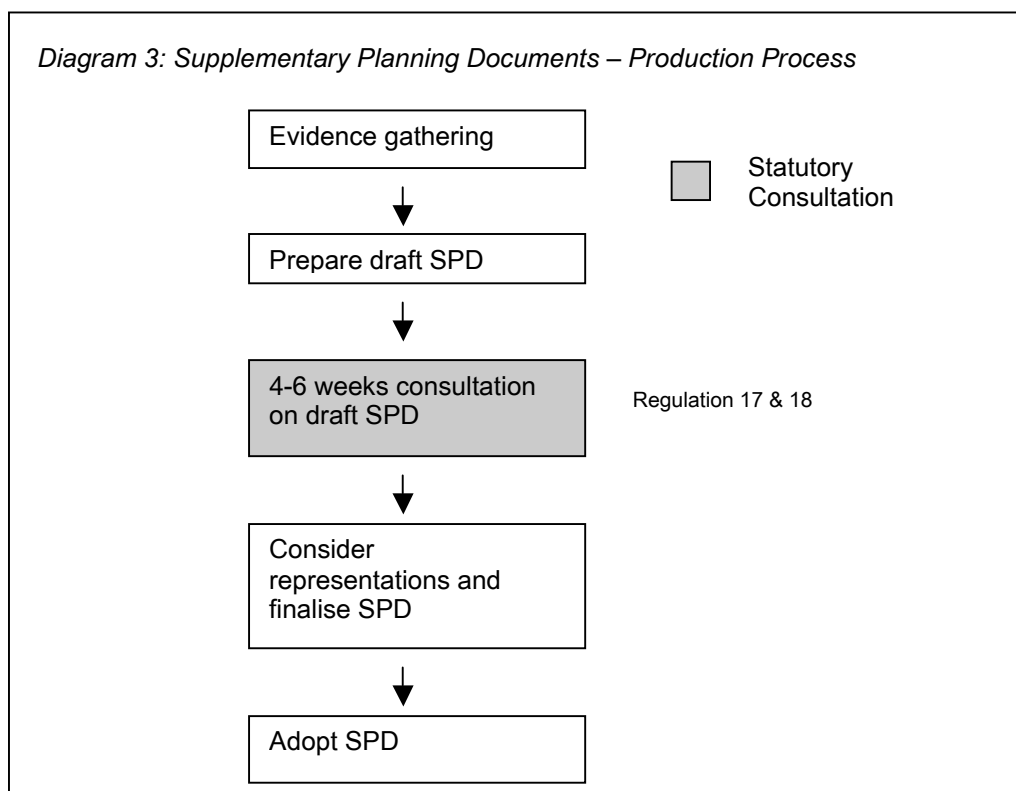 Diagram 3: Supplementary Planning Documents – Production Process
Evidence gathering
Statutory
Consultation
Prepare draft SPD
4-6 weeks consultation
on draft SPD
Regulation 17 & 18
Consider
representations and
finalise SPD
Adopt SPD